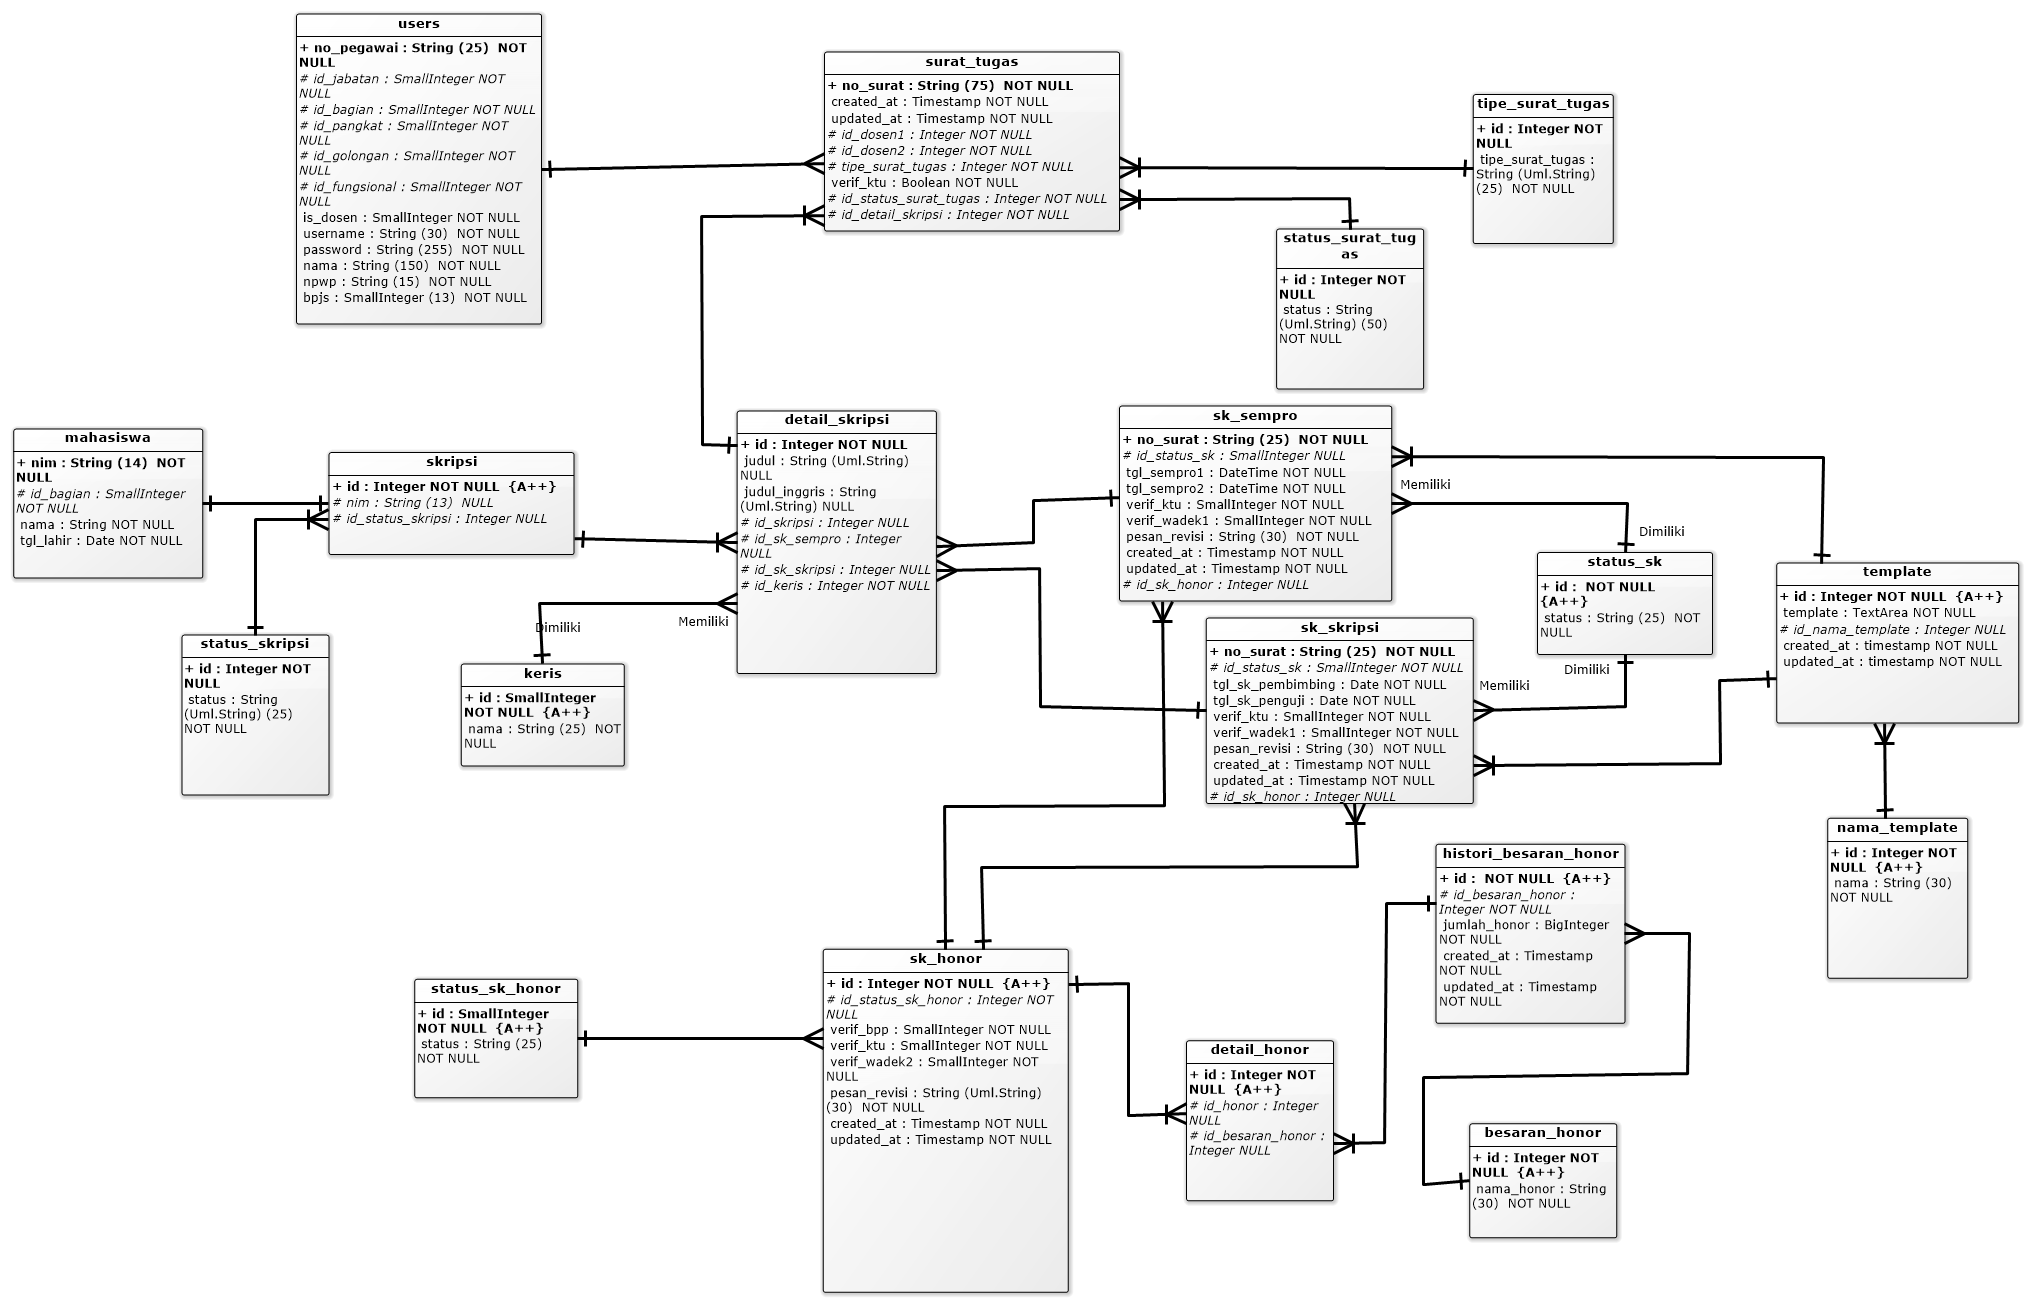 users
+ no_pegawai : String (25)  NOT
NULL
# id_jabatan : SmallInteger NOT
NULL
# id_bagian : SmallInteger NOT NULL
# id_pangkat : SmallInteger NOT
NULL
# id_golongan : SmallInteger NOT
NULL
# id_fungsional : SmallInteger NOT
NULL
is_dosen : SmallInteger NOT NULL
username : String (30)  NOT NULL
password : String (255)  NOT NULL
nama : String (150)  NOT NULL
npwp : String (15)  NOT NULL
bpjs : SmallInteger (13)  NOT NULL
surat_tugas
+ no_surat : String (75)  NOT NULL
created_at : Timestamp NOT NULL
updated_at : Timestamp NOT NULL
# id_dosen1 : Integer NOT NULL
# id_dosen2 : Integer NOT NULL
# tipe_surat_tugas : Integer NOT NULL
verif_ktu : Boolean NOT NULL
# id_status_surat_tugas : Integer NOT NULL
# id_detail_skripsi : Integer NOT NULL
tipe_surat_tugas
+ id : Integer NOT
NULL
tipe_surat_tugas :
String (Uml.String)
(25)  NOT NULL
status_surat_tug
as
+ id : Integer NOT
NULL
status : String
(Uml.String) (50)
NOT NULL
mahasiswa
+ nim : String (14)  NOT
NULL
# id_bagian : SmallInteger
NOT NULL
nama : String NOT NULL
tgl_lahir : Date NOT NULL
skripsi
+ id : Integer NOT NULL  {A++}
# nim : String (13)  NULL
# id_status_skripsi : Integer NULL
detail_skripsi
+ id : Integer NOT NULL
judul : String (Uml.String)
NULL
judul_inggris : String
(Uml.String) NULL
# id_skripsi : Integer NULL
# id_sk_sempro : Integer
NULL
# id_sk_skripsi : Integer NULL
# id_keris : Integer NOT NULL
sk_sempro
+ no_surat : String (25)  NOT NULL
# id_status_sk : SmallInteger NULL
tgl_sempro1 : DateTime NOT NULL
tgl_sempro2 : DateTime NOT NULL
verif_ktu : SmallInteger NOT NULL
verif_wadek1 : SmallInteger NOT NULL
pesan_revisi : String (30)  NOT NULL
created_at : Timestamp NOT NULL
updated_at : Timestamp NOT NULL
# id_sk_honor : Integer NULL
Memiliki
Dimiliki
status_sk
+ id :  NOT NULL
{A++}
status : String (25)  NOT
NULL
Dimiliki
Memiliki
template
+ id : Integer NOT NULL  {A++}
template : TextArea NOT NULL
# id_nama_template : Integer NULL
created_at : timestamp NOT NULL
updated_at : timestamp NOT NULL
status_skripsi
+ id : Integer NOT
NULL
status : String
(Uml.String) (25)
NOT NULL
Dimiliki
Memiliki
keris
+ id : SmallInteger
NOT NULL  {A++}
nama : String (25)  NOT
NULL
sk_skripsi
+ no_surat : String (25)  NOT NULL
# id_status_sk : SmallInteger NOT NULL
tgl_sk_pembimbing : Date NOT NULL
tgl_sk_penguji : Date NOT NULL
verif_ktu : SmallInteger NOT NULL
verif_wadek1 : SmallInteger NOT NULL
pesan_revisi : String (30)  NOT NULL
created_at : Timestamp NOT NULL
updated_at : Timestamp NOT NULL
# id_sk_honor : Integer NULL
nama_template
+ id : Integer NOT
NULL  {A++}
nama : String (30)
NOT NULL
histori_besaran_honor
+ id :  NOT NULL  {A++}
# id_besaran_honor :
Integer NOT NULL
jumlah_honor : BigInteger
NOT NULL
created_at : Timestamp
NOT NULL
updated_at : Timestamp
NOT NULL
status_sk_honor
+ id : SmallInteger
NOT NULL  {A++}
status : String (25)
NOT NULL
sk_honor
+ id : Integer NOT NULL  {A++}
# id_status_sk_honor : Integer NOT
NULL
verif_bpp : SmallInteger NOT NULL
verif_ktu : SmallInteger NOT NULL
verif_wadek2 : SmallInteger NOT
NULL
pesan_revisi : String (Uml.String)
(30)  NOT NULL
created_at : Timestamp NOT NULL
updated_at : Timestamp NOT NULL
detail_honor
+ id : Integer NOT
NULL  {A++}
# id_honor : Integer
NULL
# id_besaran_honor :
Integer NULL
besaran_honor
+ id : Integer NOT
NULL  {A++}
nama_honor : String
(30)  NOT NULL